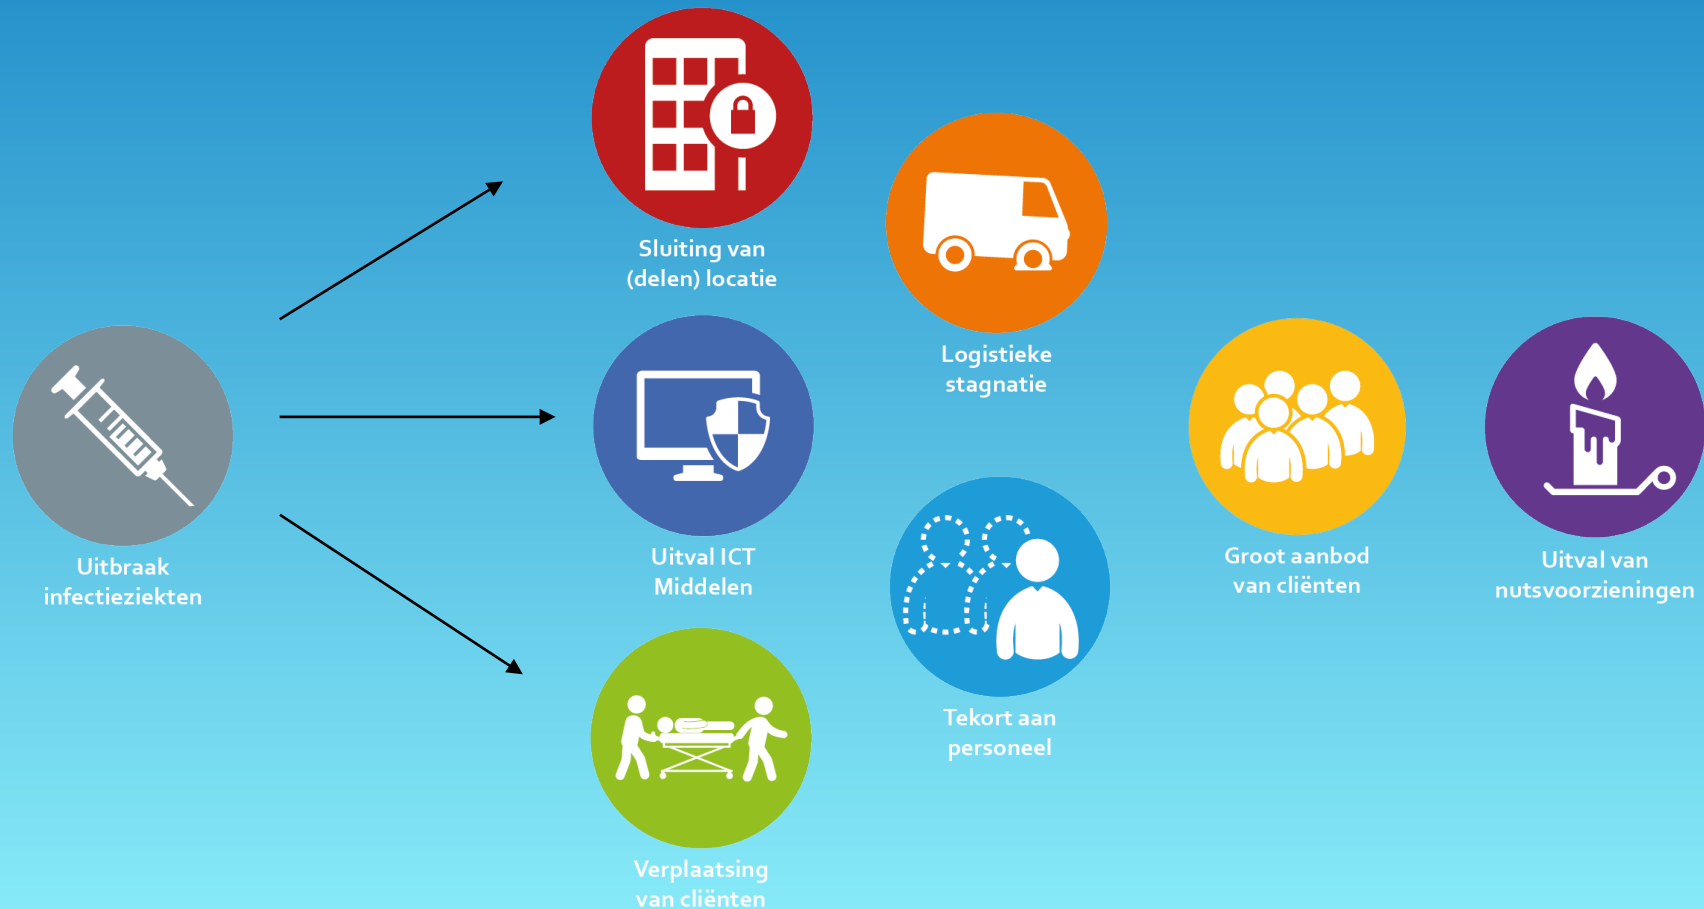 Uitbraak
infectieziekten
Sluiting van
(delen) locatie
Uitval ICT
Middelen
Verplaatsing
van cliënten
Logistieke
stagnatie
Tekort aan
personeel
Groot aanbod
van cliënten
Uitval van
nutsvoorzieningen